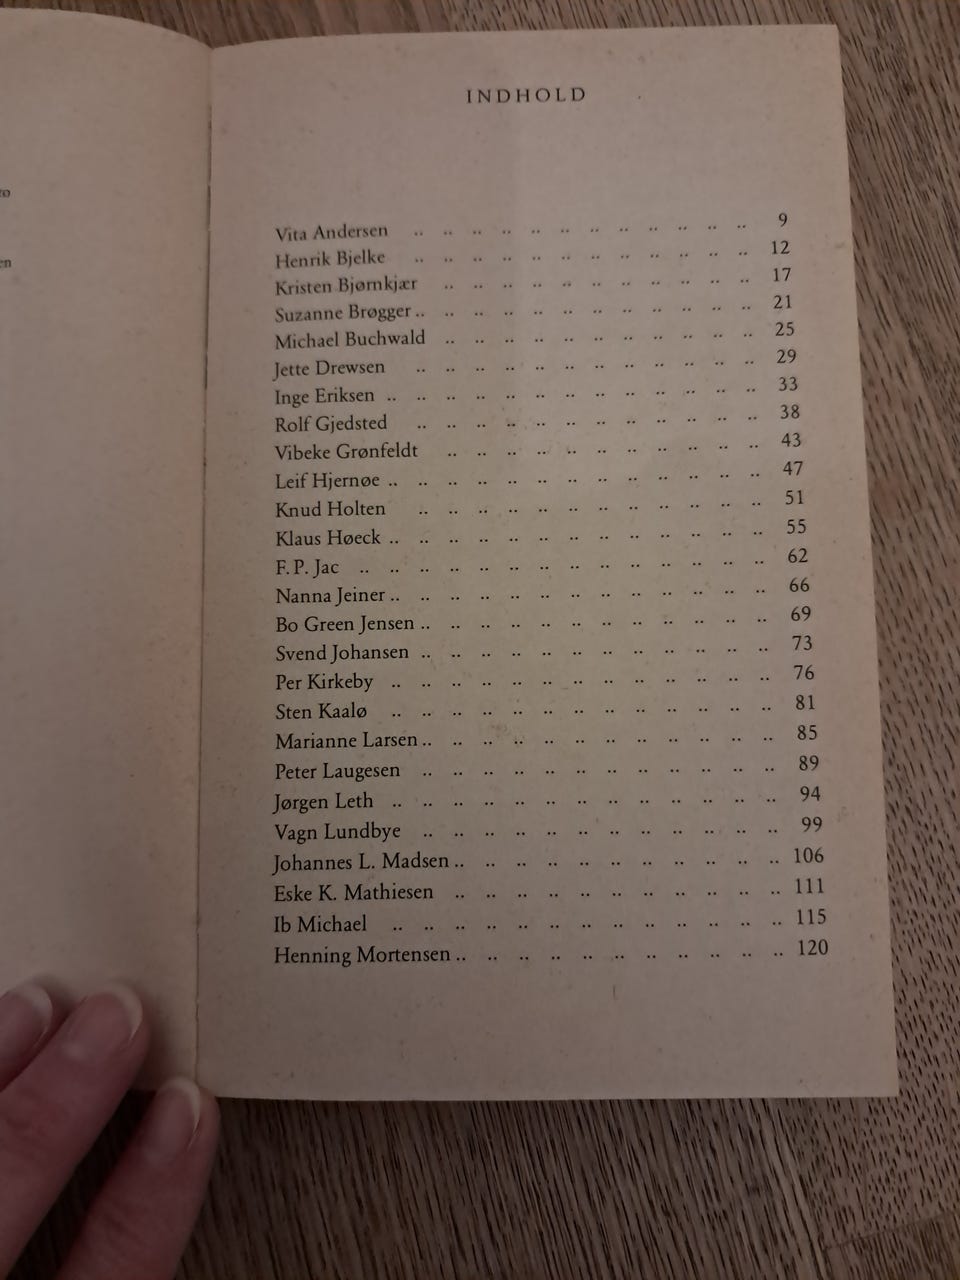 INDHOLD
Vita Andersen .. .. .. .. .. .. .. .. .. .. .. .. 9
Henrik Bjelke .. .. .. .. .. .. .. .. .. .. .. .. 12
Kristen Bjørnkjær .. .. .. .. .. .. .. .. .. .. .. 17
Suzanne Brøgger .. .. .. .. .. .. .. .. .. .. .. .. 21
Michael Buchwald .. .. .. .. .. .. .. .. .. .. .. 25
Jette Drewsen .. .. .. .. .. .. .. .. .. .. .. .. 29
Inge Eriksen .. .. .. .. .. .. .. .. .. .. .. .. .. 33
Rolf Gjedsted .. .. .. .. .. .. .. .. .. .. .. .. 38
Vibeke Grønfeldt .. .. .. .. .. .. .. .. .. .. .. 43
Leif Hjernøe .. .. .. .. .. .. .. .. .. .. .. .. .. 47
Knud Holten .. .. .. .. .. .. .. .. .. .. .. .. 51
Klaus Høeck .. .. .. .. .. .. .. .. .. .. .. .. .. 55
F. P. Jac .. .. .. .. .. .. .. .. .. .. .. .. .. .. 62
Nanna Jeiner .. .. .. .. .. .. .. .. .. .. .. .. .. 66
Bo Green Jensen .. .. .. .. .. .. .. .. .. .. .. .. 69
Svend Johansen .. .. .. .. .. .. .. .. .. .. .. .. 73
Per Kirkeby .. .. .. .. .. .. .. .. .. .. .. .. .. 76
Sten Kaalø .. .. .. .. .. .. .. .. .. .. .. .. .. 81
Marianne Larsen .. .. .. .. .. .. .. .. .. .. .. .. 85
Peter Laugesen .. .. .. .. .. .. .. .. .. .. .. .. 89
Jørgen Leth .. .. .. .. .. .. .. .. .. .. .. .. .. 94
Vagn Lundbye .. .. .. .. .. .. .. .. .. .. .. .. 99
Johannes L. Madsen .. .. .. .. .. .. .. .. .. .. .. 106
Eske K. Mathiesen .. .. .. .. .. .. .. .. .. .. .. 111
Ib Michael .. .. .. .. .. .. .. .. .. .. .. .. .. 115
Henning Mortensen .. .. .. .. .. .. .. .. .. .. .. 120